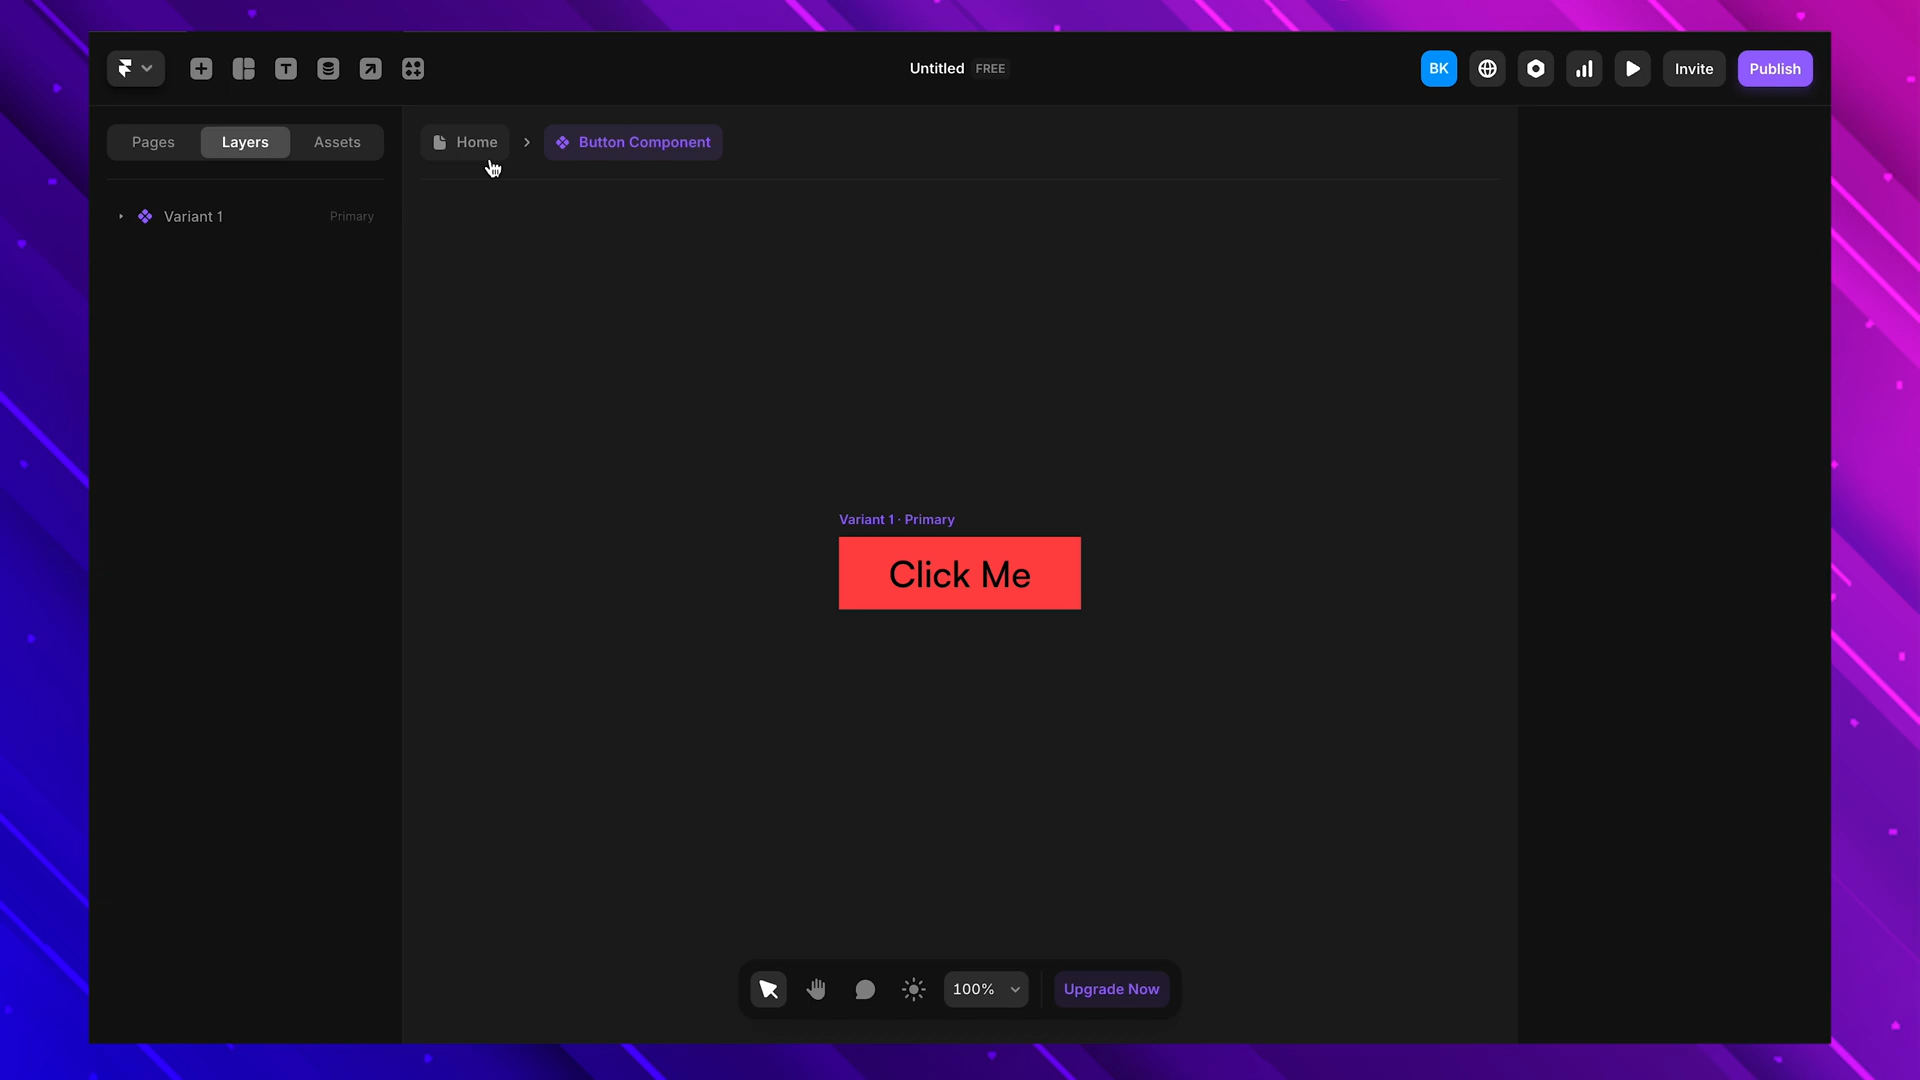 Untitled FREE
BK
Invite
Publish
Pages
Layers
Assets
Home
Button Component
Variant 1
Primary
Variant 1 · Primary
Click Me
100%
Upgrade Now